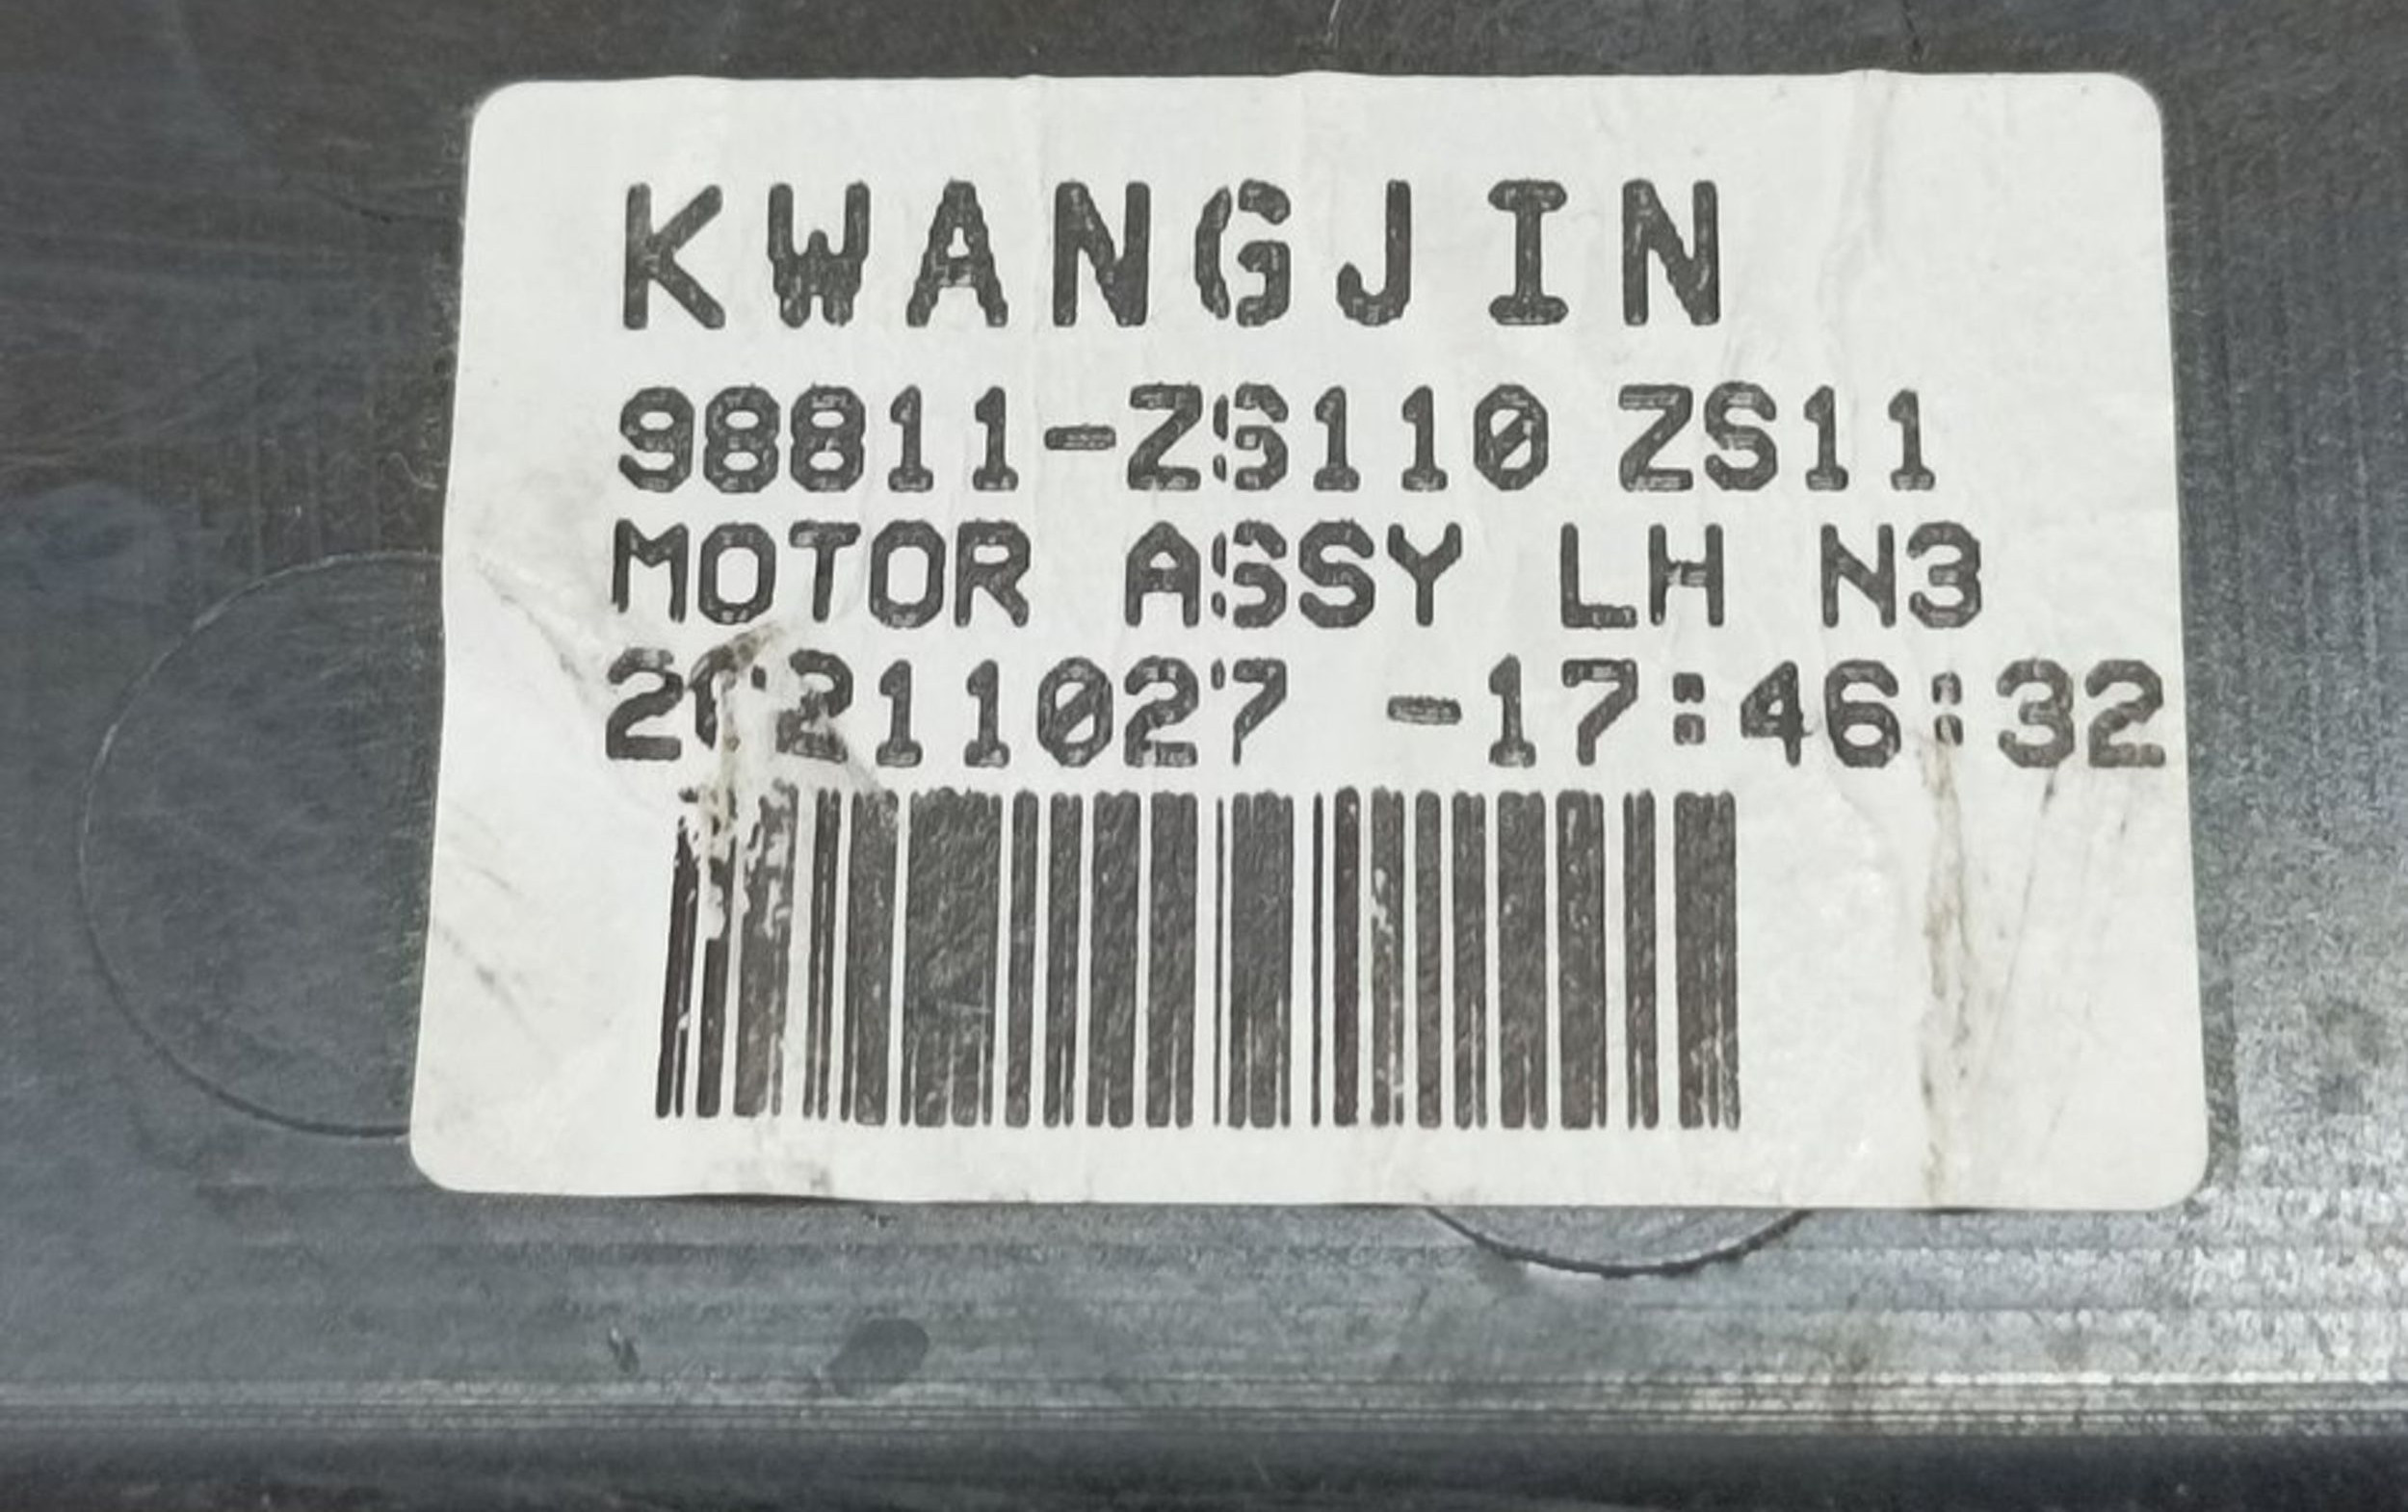 KWANGJIN
98811-ZS110 ZS11
MOTOR ASSY LH N3
20211027 -17:46:32